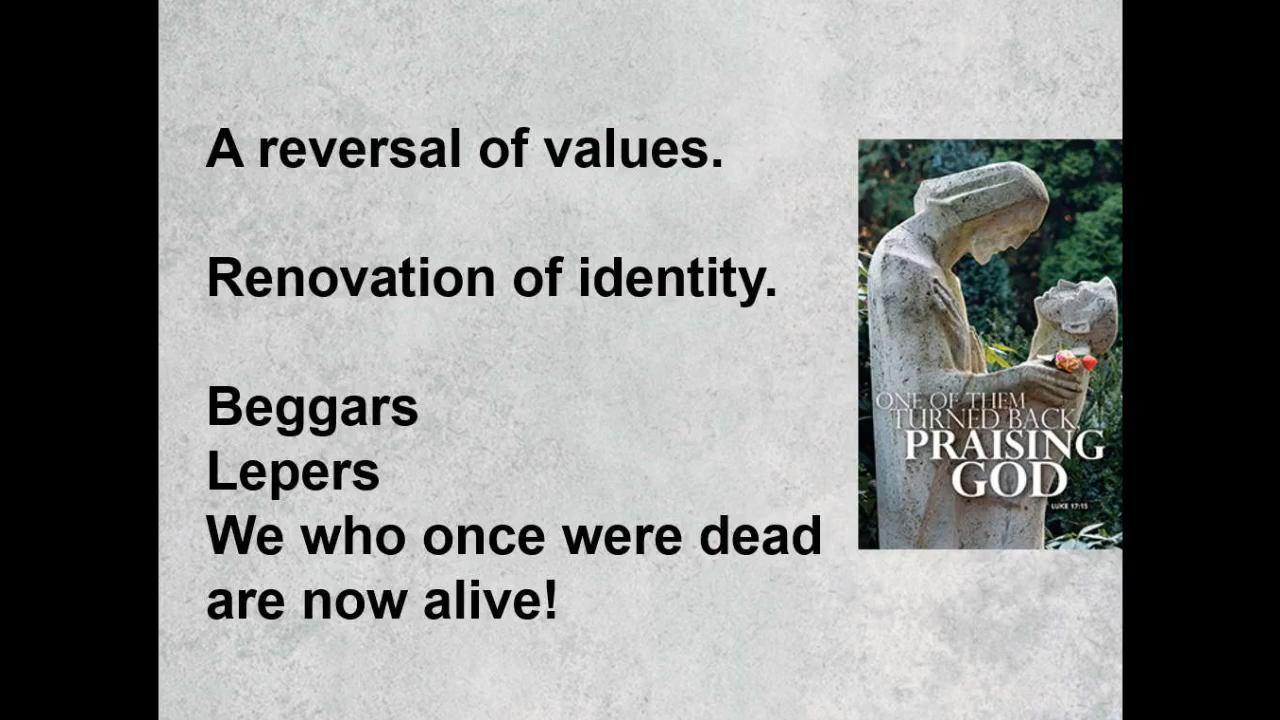 A reversal of values.
Renovation of identity.
Beggars
Lepers
We who once were dead
are now alive!
ONE OF THEM
TURNED BACK,
PRAISING
GOD
LUKE 17:15